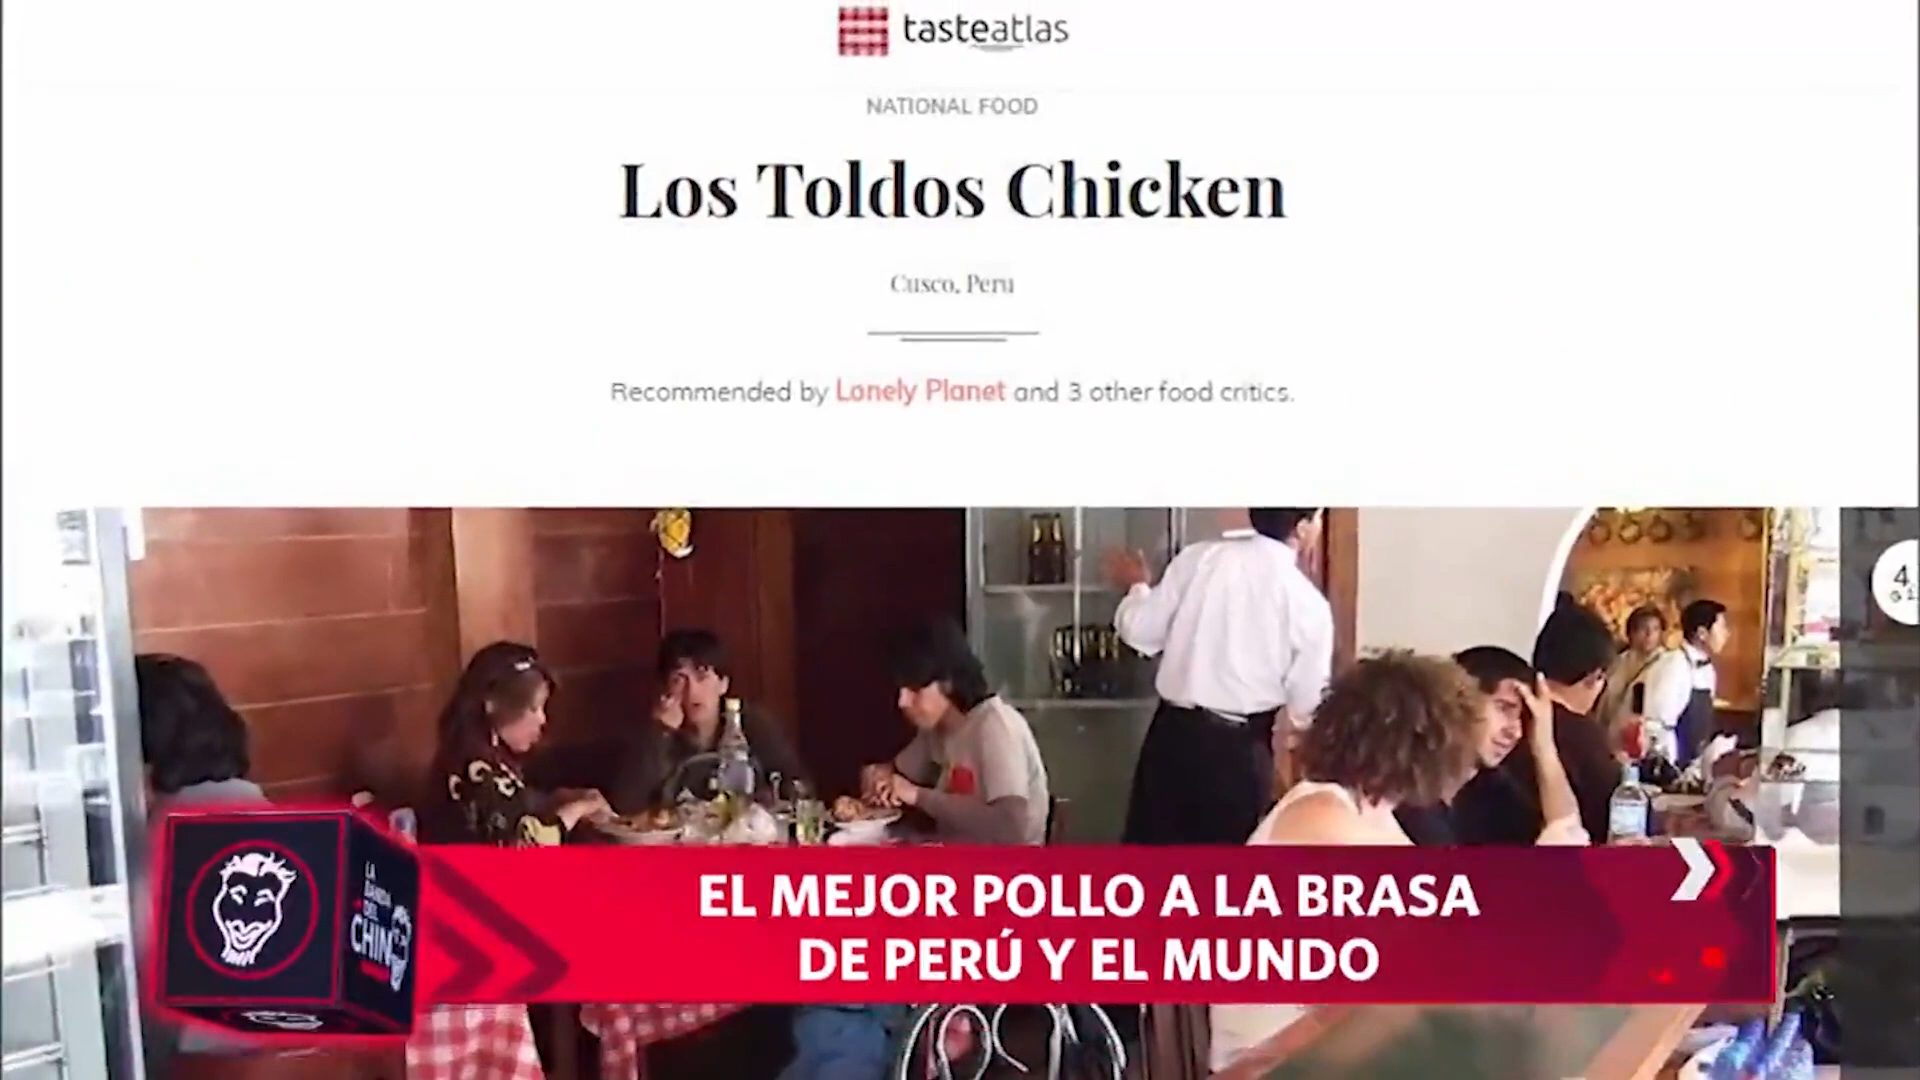 tasteatlas
NATIONAL FOOD
Los Toldos Chicken
Cusco, Peru
Recommended by Lonely Planet and 3 other food critics.
4
LA
BANDA
DEL
CHINO
EL MEJOR POLLO A LA BRASA
DE PERÚ Y EL MUNDO